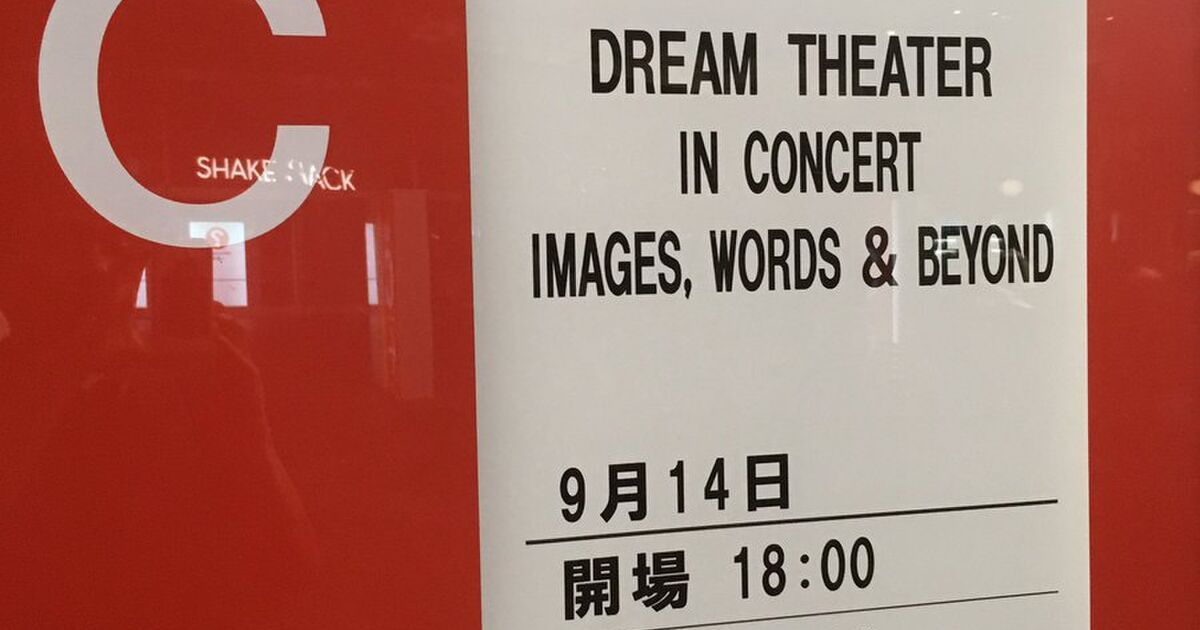 C
SHAKE SHACK
DREAM THEATER
IN CONCERT
IMAGES, WORDS & BEYOND
9月14日
開場 18:00